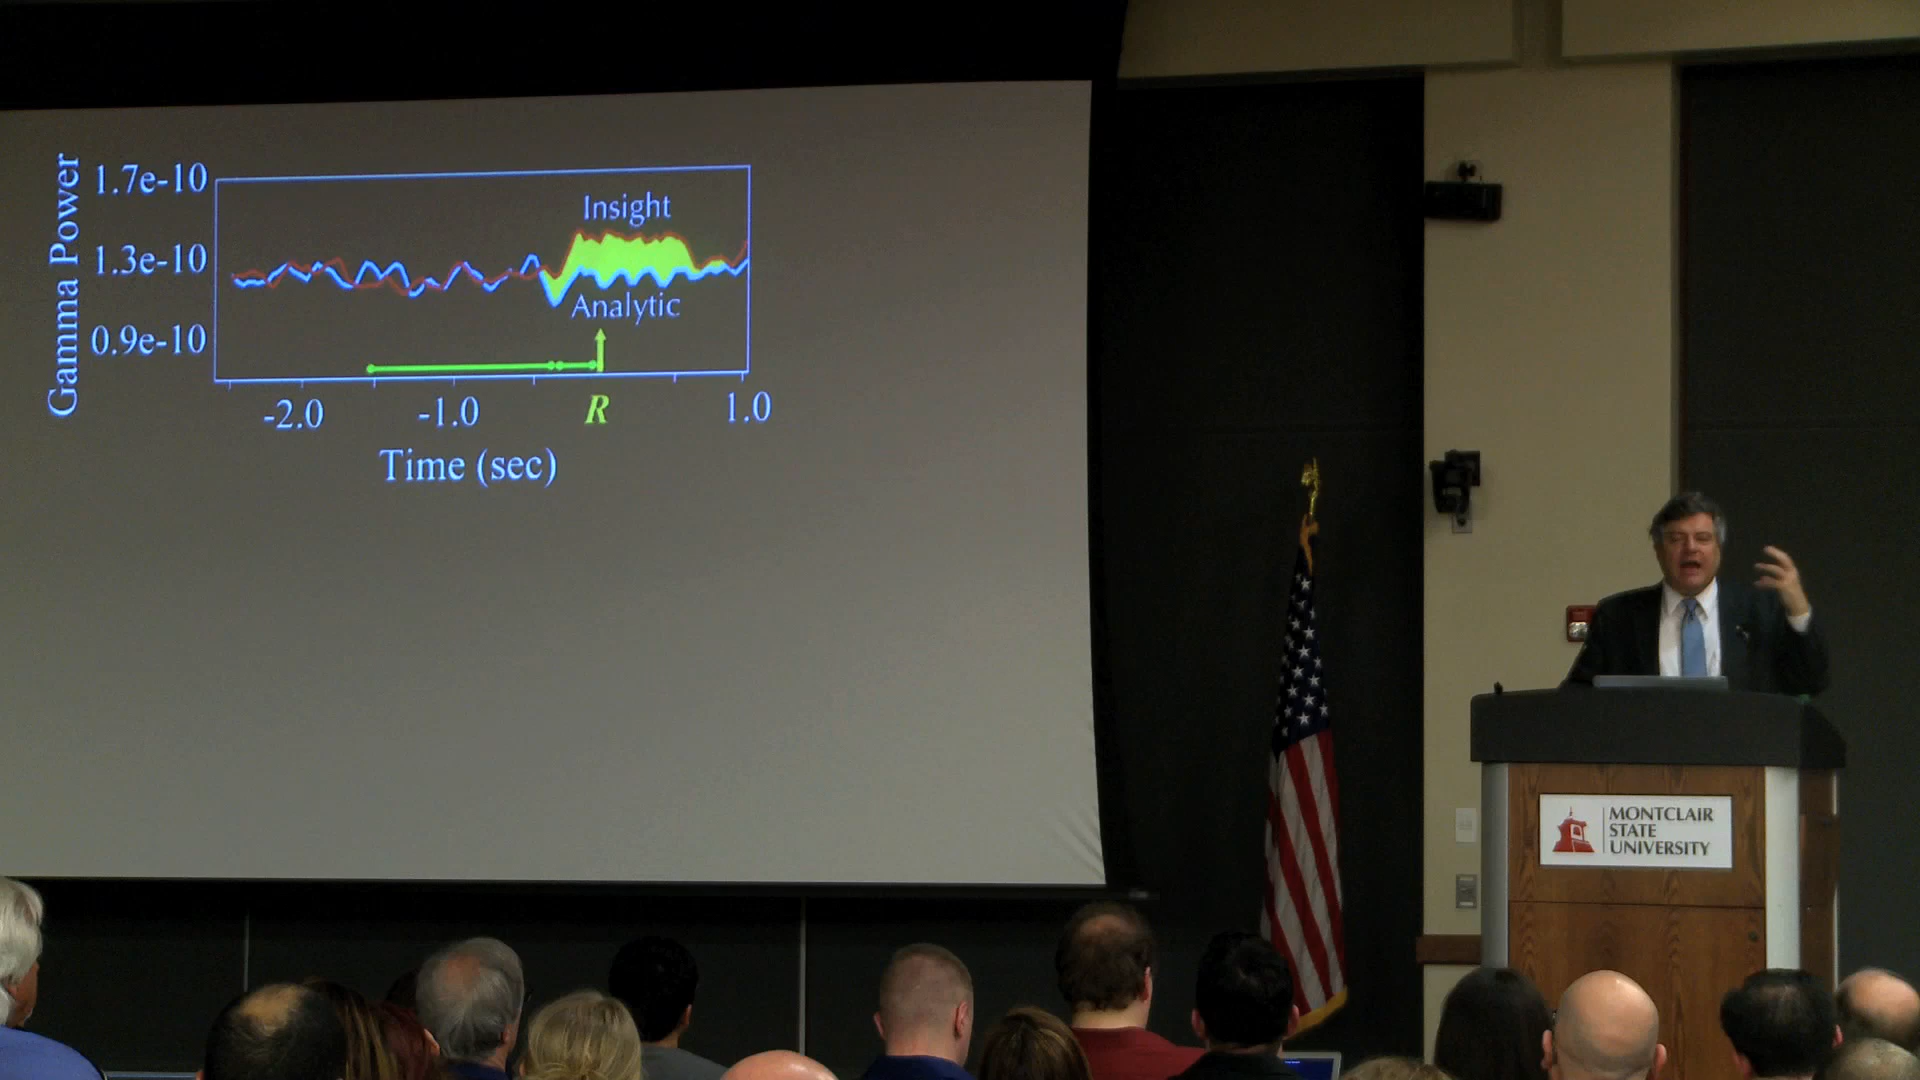 Gamma Power
1.7e-10
1.3e-10
0.9e-10
Insight
Analytic
-2.0
-1.0
R
1.0
Time (sec)
MONTCLAIR
STATE
UNIVERSITY